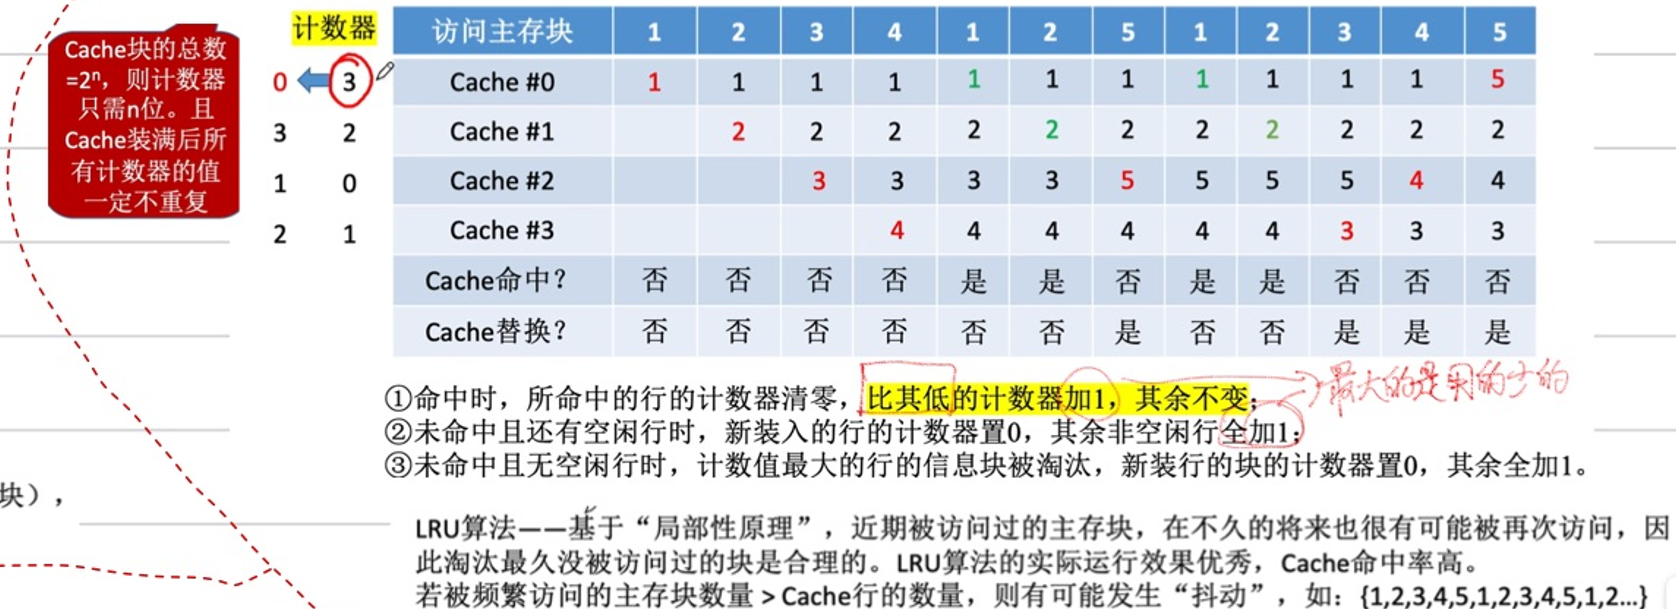 Cache块的总数
=2ⁿ，则计数器
只需n位。且
Cache装满后所
有计数器的值
一定不重复
计数器
0 3
3 2
1 0
2 1
访问主存块 1 2 3 4 1 2 5 1 2 3 4 5
Cache #0 1 1 1 1 1 1 1 1 1 1 1 5
Cache #1 2 2 2 2 2 2 2 2 2 2 2
Cache #2 3 3 3 3 5 5 5 5 4 4
Cache #3 4 4 4 4 4 4 3 3 3
Cache命中？ 否 否 否 否 是 是 否 是 是 否 否 否
Cache替换？ 否 否 否 否 否 否 是 否 否 是 是 是
①命中时，所命中的行的计数器清零，比其低的计数器加1，其余不变；
最大的是用的少的
②未命中且还有空闲行时，新装入的行的计数器置0，其余非空闲行全加1；
③未命中且无空闲行时，计数值最大的行的信息块被淘汰，新装行的块的计数器置0，其余全加1。
块），
LRU算法——基于“局部性原理”，近期被访问过的主存块，在不久的将来也很有可能被再次访问，因
此淘汰最久没被访问过的块是合理的。LRU算法的实际运行效果优秀，Cache命中率高。
若被频繁访问的主存块数量 > Cache行的数量，则有可能发生“抖动”，如：{1,2,3,4,5,1,2,3,4,5,1,2...}